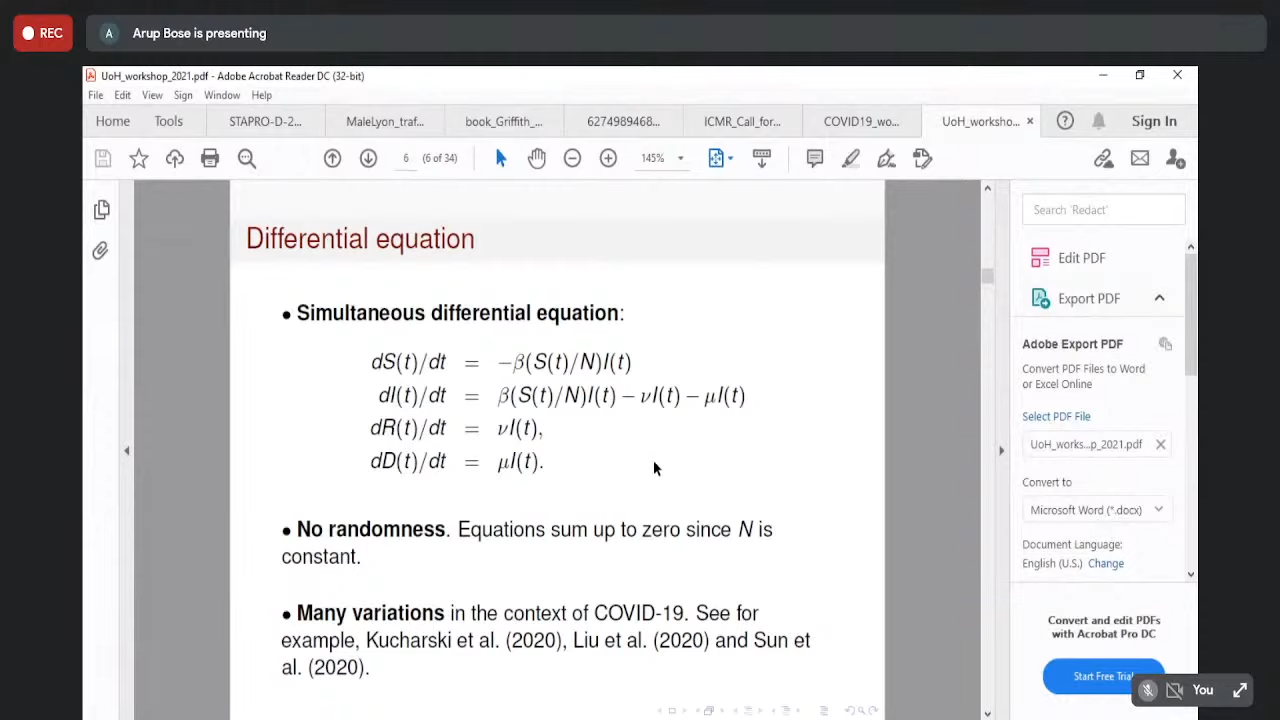 REC
A
Arup Bose is presenting
UoH_workshop_2021.pdf - Adobe Acrobat Reader DC (32-bit)
File Edit View Sign Window Help
Home Tools STAPRO-D-2... MaleLyon_traf... book_Griffith_... 6274989468... ICMR_Call_for... COVID19_wo... UoH_worksho... × Sign In
6 (6 of 34) 145%
Search 'Redact'
Differential equation
Edit PDF
Export PDF
• Simultaneous differential equation:
dS(t)/dt = −β(S(t)/N)I(t)
dI(t)/dt = β(S(t)/N)I(t) − νI(t) − μI(t)
dR(t)/dt = νI(t),
dD(t)/dt = μI(t).
• No randomness. Equations sum up to zero since N is
constant.
• Many variations in the context of COVID-19. See for
example, Kucharski et al. (2020), Liu et al. (2020) and Sun et
al. (2020).
Adobe Export PDF
Convert PDF Files to Word
or Excel Online
Select PDF File
UoH_works...p_2021.pdf
Convert to
Microsoft Word (*.docx)
Document Language:
English (U.S.) Change
Convert and edit PDFs
with Acrobat Pro DC
Start Free Trial
You